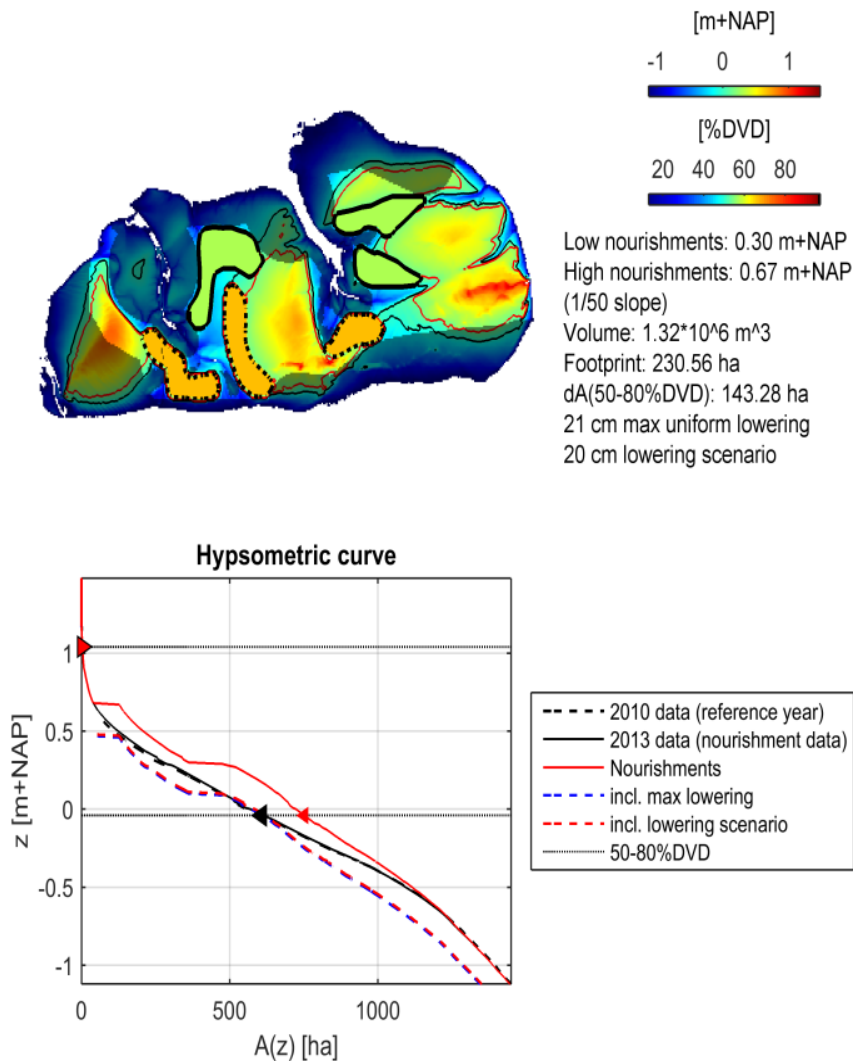 [m+NAP]
-1 0 1
[%DVD]
20 40 60 80
Low nourishments: 0.30 m+NAP
High nourishments: 0.67 m+NAP
(1/50 slope)
Volume: 1.32*10^6 m^3
Footprint: 230.56 ha
dA(50-80%DVD): 143.28 ha
21 cm max uniform lowering
20 cm lowering scenario
Hypsometric curve
z [m+NAP]
1
0.5
0
-0.5
-1
0 500 1000
A(z) [ha]
2010 data (reference year)
2013 data (nourishment data)
Nourishments
incl. max lowering
incl. lowering scenario
50-80%DVD